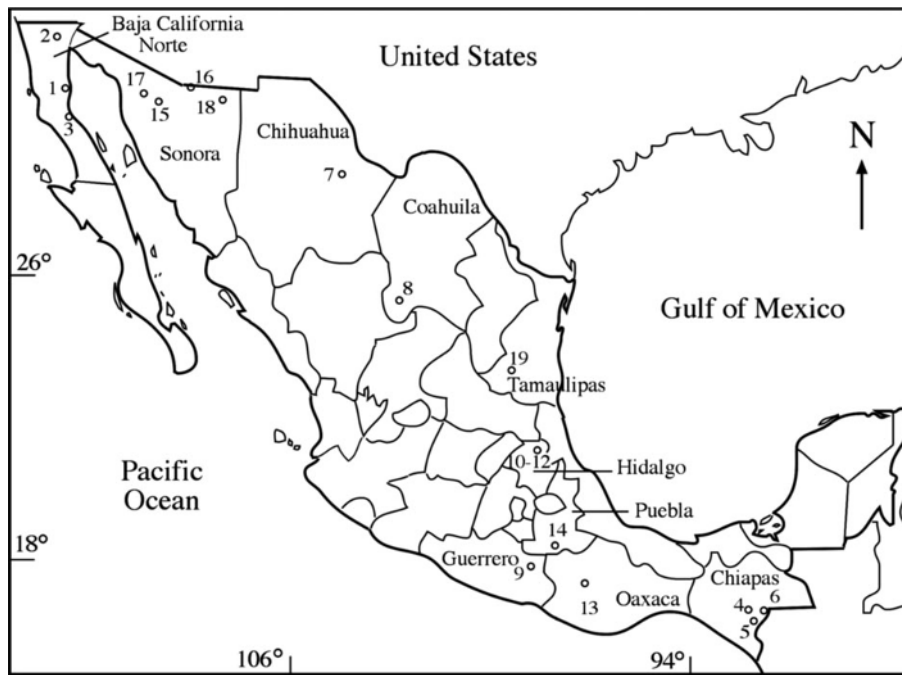 Baja California
Norte
2
United States
17
16
1
15
18
3
Chihuahua
Sonora
N
7
Coahuila
26°
8
Gulf of Mexico
19
Tamaulipas
10-12
Hidalgo
Pacific
Ocean
Puebla
14
18°
Guerrero
9
Chiapas
13
Oaxaca
4
6
5
106°
94°